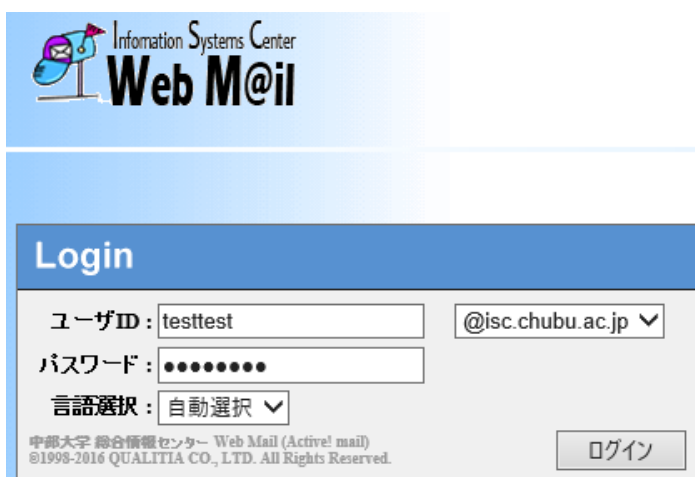 Infomation Systems Center
Web M@il
Login
ユーザID : testtest @isc.chubu.ac.jp
パスワード : ●●●●●●●●
言語選択 : 自動選択
中部大学 総合情報センター Web Mail (Active! mail)
©1998-2016 QUALITIA CO., LTD. All Rights Reserved.
ログイン